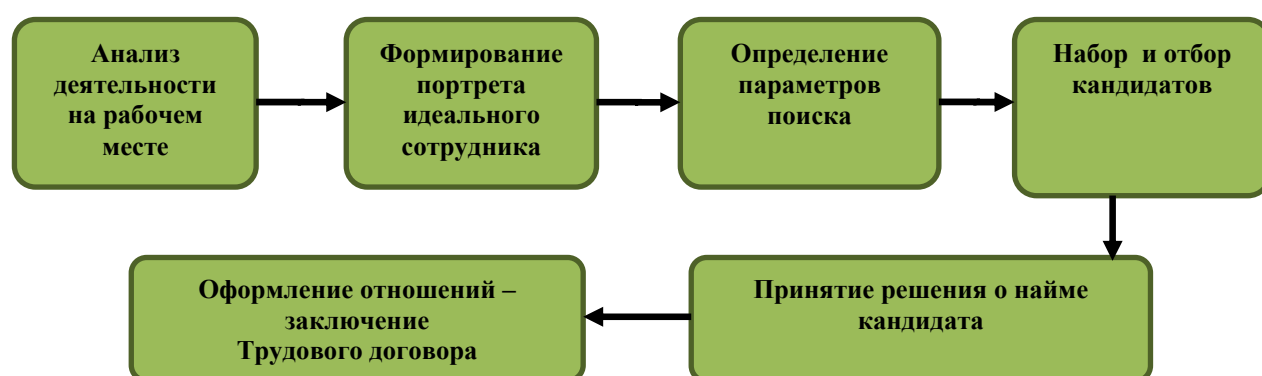 Анализ
деятельности
на рабочем
месте
Формирование
портрета
идеального
сотрудника
Определение
параметров
поиска
Набор и отбор
кандидатов
Принятие решения о найме
кандидата
Оформление отношений –
заключение
Трудового договора